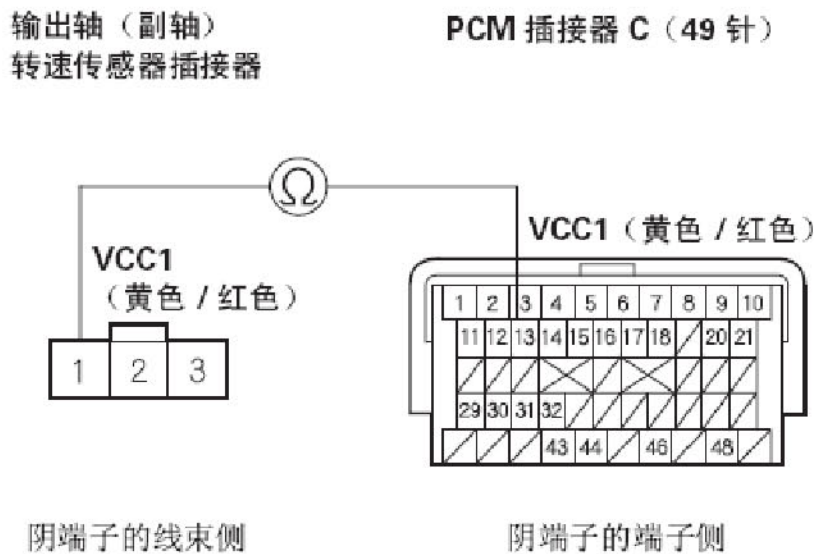 输出轴（副轴）
转速传感器插接器
PCM 插接器 C（49 针）
Ω
VCC1（黄色 / 红色）
VCC1
（黄色 / 红色）
1 2 3
1 2 3 4 5 6 7 8 9 10
11 12 13 14 15 16 17 18 20 21
29 30 31 32
43 44 46 48
阴端子的线束侧
阴端子的端子侧